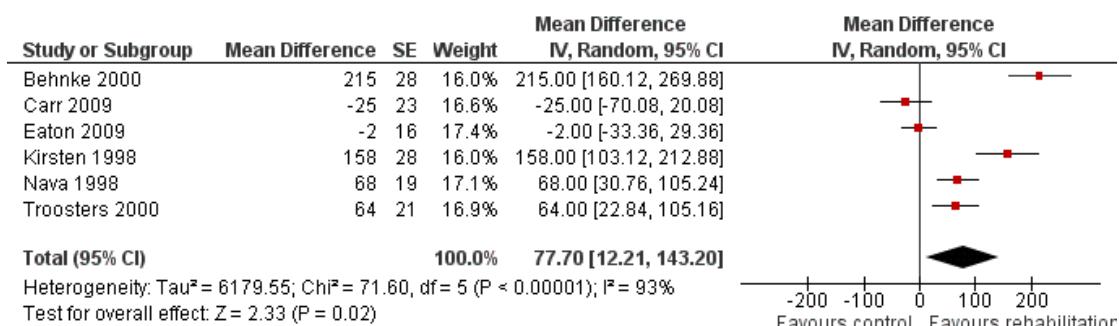 Mean Difference Mean Difference
Study or Subgroup Mean Difference SE Weight IV, Random, 95% CI IV, Random, 95% CI
Behnke 2000 215 28 16.0% 215.00 [160.12, 269.88]
Carr 2009 -25 23 16.6% -25.00 [-70.08, 20.08]
Eaton 2009 -2 16 17.4% -2.00 [-33.36, 29.36]
Kirsten 1998 158 28 16.0% 158.00 [103.12, 212.88]
Nava 1998 68 19 17.1% 68.00 [30.76, 105.24]
Troosters 2000 64 21 16.9% 64.00 [22.84, 105.16]
Total (95% CI) 100.0% 77.70 [12.21, 143.20]
Heterogeneity: Tau² = 6179.55; Chi² = 71.60, df = 5 (P < 0.00001); I² = 93%
-200 -100 0 100 200
Test for overall effect: Z = 2.33 (P = 0.02)
Favours control Favours rehabilitation